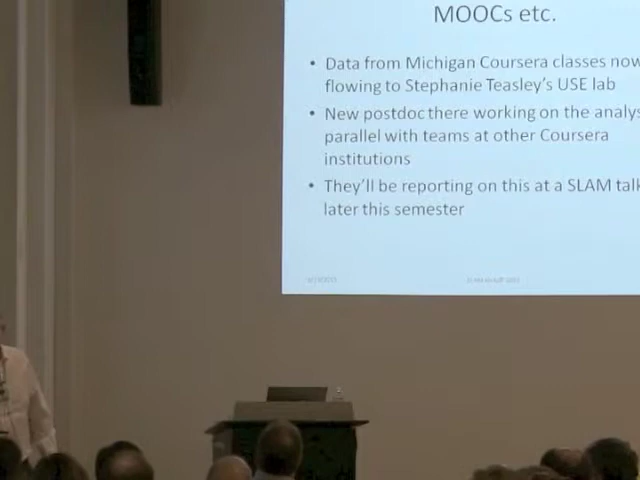 MOOCs etc.
• Data from Michigan Coursera classes now
flowing to Stephanie Teasley's USE lab
• New postdoc there working on the analys
parallel with teams at other Coursera
institutions
• They'll be reporting on this at a SLAM talk
later this semester